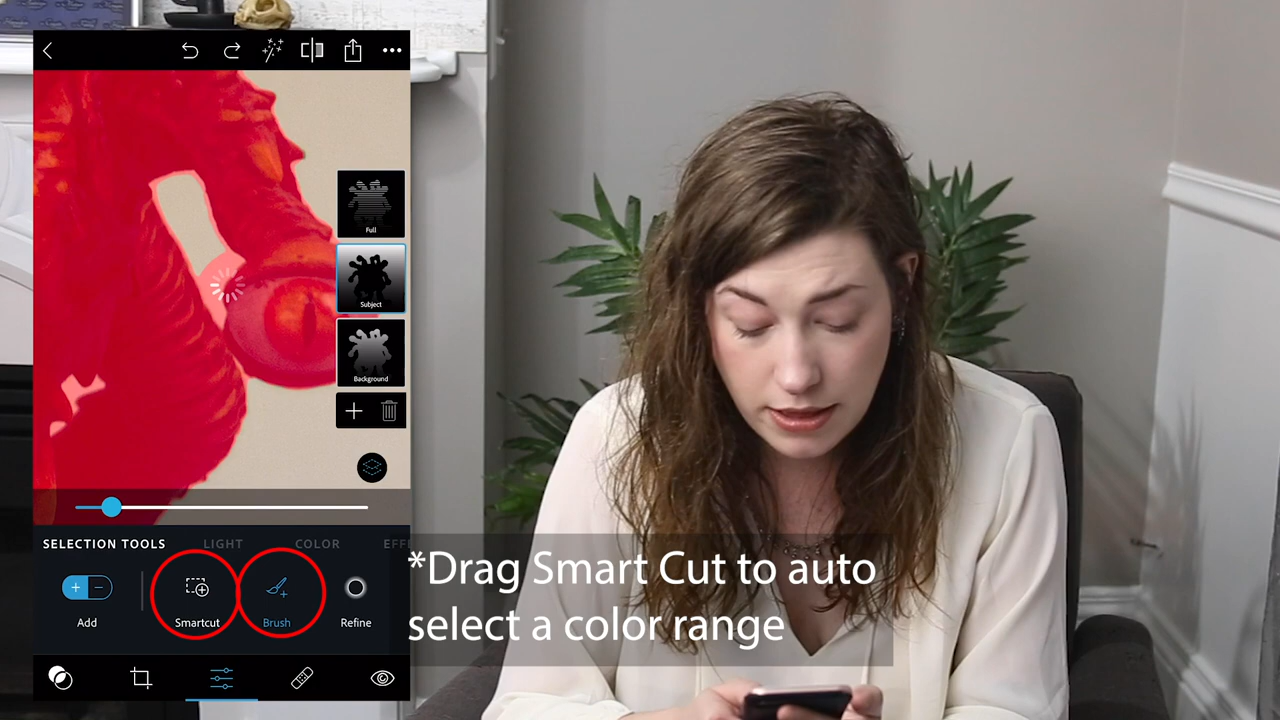 Full
Subject
Background
SELECTION TOOLS LIGHT COLOR EFF
Add Smartcut Brush Refine
*Drag Smart Cut to auto
select a color range